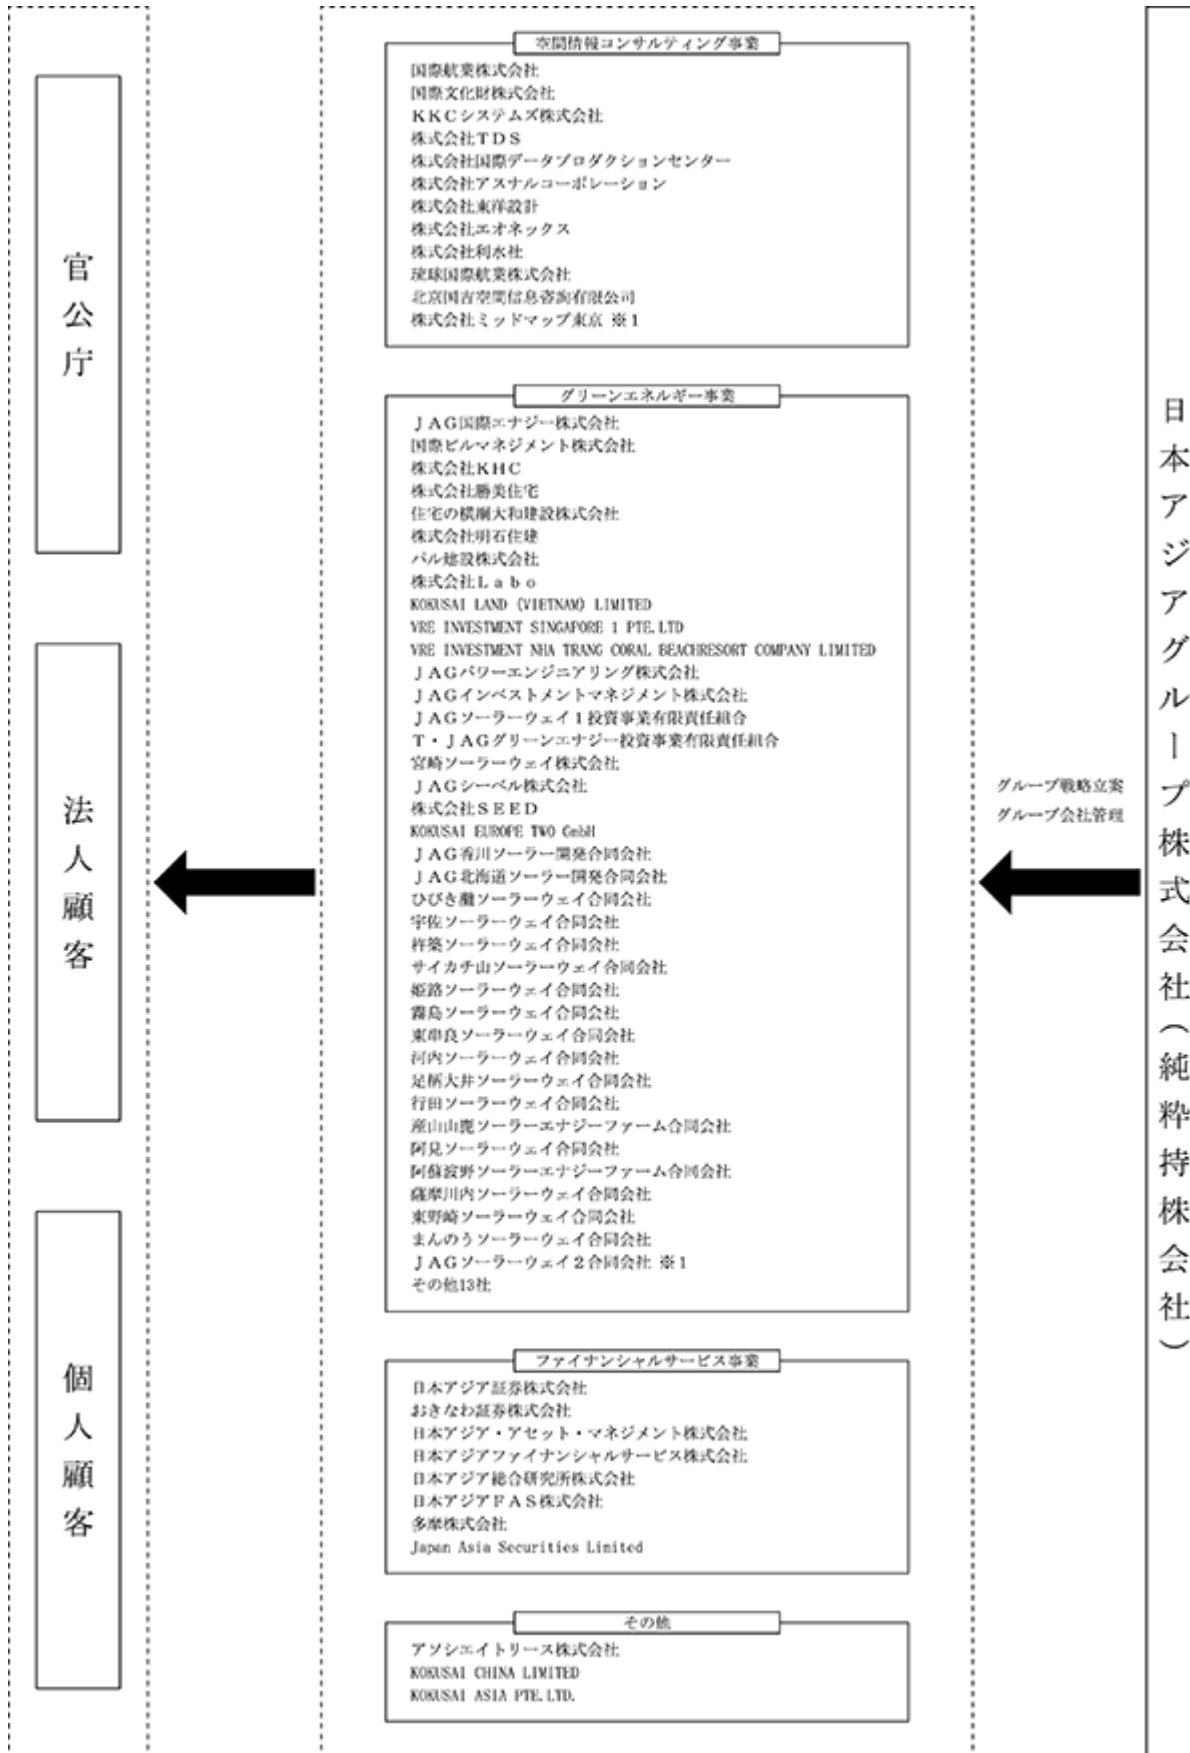 官公庁
法人顧客
個人顧客
空間情報コンサルティング事業
国際航業株式会社
国際文化財株式会社
KKCシステムズ株式会社
株式会社TDS
株式会社国際データプロダクションセンター
株式会社アスナルコーポレーション
株式会社東洋設計
株式会社エオネックス
株式会社利水社
琉球国際航業株式会社
北京国吉空間信息咨詢有限公司
株式会社ミッドマップ東京 ※1
グリーンエネルギー事業
JAG国際エナジー株式会社
国際ビルマネジメント株式会社
株式会社KHC
株式会社勝美住宅
住宅の横綱大和建設株式会社
株式会社明石住建
パル建設株式会社
株式会社Labo
KOKUSAI LAND (VIETNAM) LIMITED
VRE INVESTMENT SINGAPORE 1 PTE.LTD
VRE INVESTMENT NHA TRANG CORAL BEACHRESORT COMPANY LIMITED
JAGパワーエンジニアリング株式会社
JAGインベストメントマネジメント株式会社
JAGソーラーウェイ1投資事業有限責任組合
T・JAGグリーンエナジー投資事業有限責任組合
宮崎ソーラーウェイ株式会社
JAGシーベル株式会社
株式会社SEED
KOKUSAI EUROPE TWO GmbH
JAG香川ソーラー開発合同会社
JAG北海道ソーラー開発合同会社
ひびき灘ソーラーウェイ合同会社
宇佐ソーラーウェイ合同会社
杵築ソーラーウェイ合同会社
サイカチ山ソーラーウェイ合同会社
姫路ソーラーウェイ合同会社
霧島ソーラーウェイ合同会社
東串良ソーラーウェイ合同会社
河内ソーラーウェイ合同会社
足柄大井ソーラーウェイ合同会社
行田ソーラーウェイ合同会社
産山山鹿ソーラーエナジーファーム合同会社
阿見ソーラーウェイ合同会社
阿蘇波野ソーラーエナジーファーム合同会社
薩摩川内ソーラーウェイ合同会社
東野崎ソーラーウェイ合同会社
まんのうソーラーウェイ合同会社
JAGソーラーウェイ2合同会社 ※1
その他13社
ファイナンシャルサービス事業
日本アジア証券株式会社
おきなわ証券株式会社
日本アジア・アセット・マネジメント株式会社
日本アジアファイナンシャルサービス株式会社
日本アジア総合研究所株式会社
日本アジアFAS株式会社
多摩株式会社
Japan Asia Securities Limited
その他
アソシエイトリース株式会社
KOKUSAI CHINA LIMITED
KOKUSAI ASIA PTE.LTD.
グループ戦略立案
グループ会社管理
日本アジアグループ株式会社(純粋持株会社)